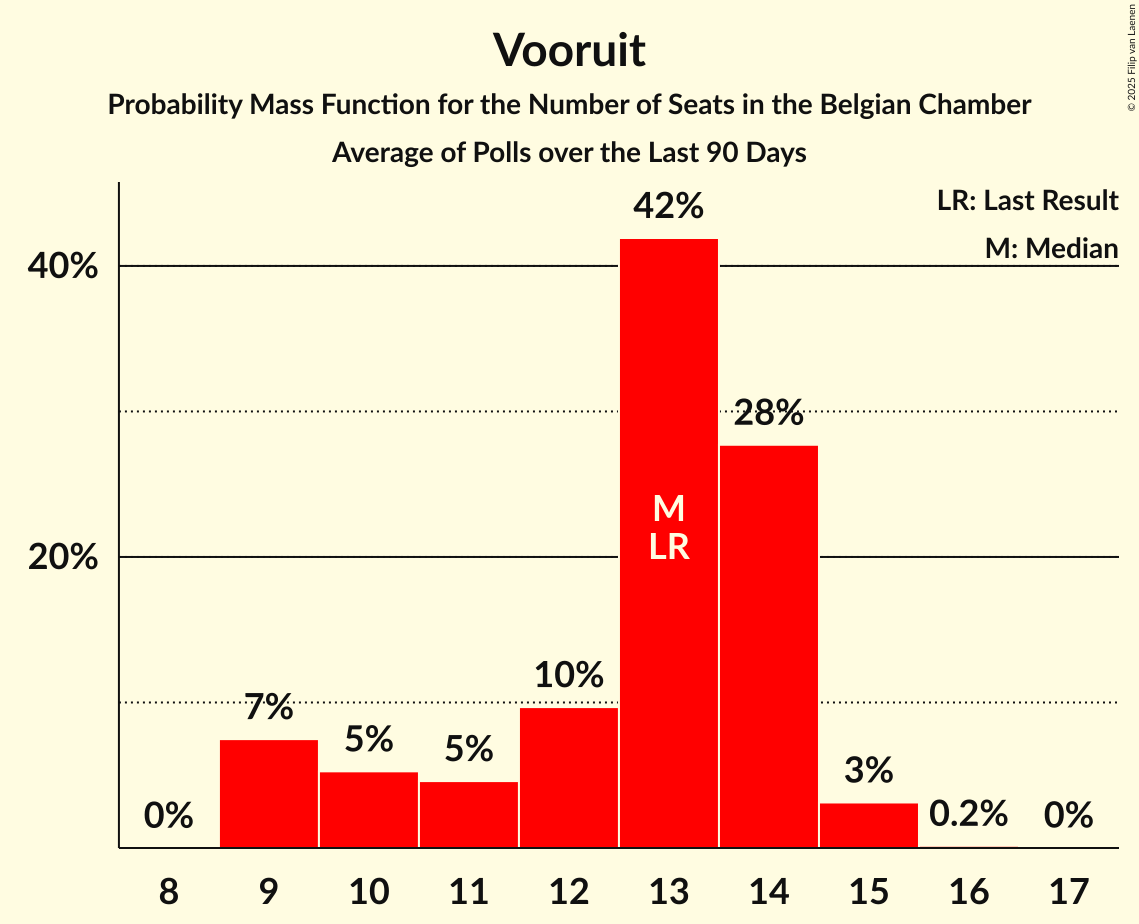 Vooruit
Probability Mass Function for the Number of Seats in the Belgian Chamber
Average of Polls over the Last 90 Days
© 2025 Filip van Laenen
LR: Last Result
M: Median
40%
20%
0%
7%
5%
5%
10%
42%
28%
3%
0.2%
0%
M
LR
8 9 10 11 12 13 14 15 16 17